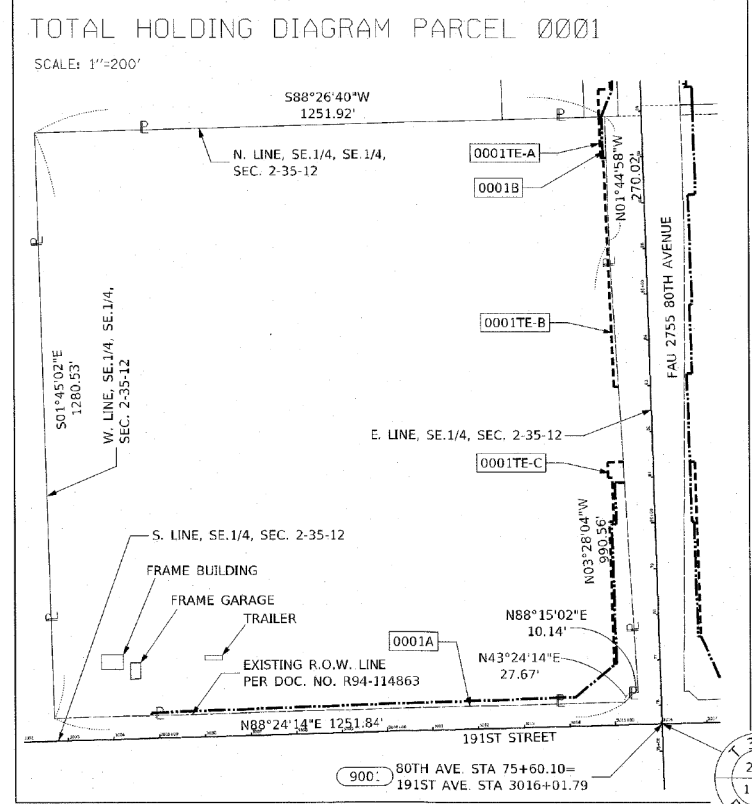 TOTAL HOLDING DIAGRAM PARCEL 0001
SCALE: 1"=200'
S88°26'40"W
1251.92'
N. LINE, SE.1/4, SE.1/4,
SEC. 2-35-12
0001TE-A
0001B
N01°44'58"W
270.02'
0001TE-B
FAU 2755 80TH AVENUE
W. LINE, SE.1/4, SE.1/4,
SEC. 2-35-12
S01°45'02"E
1280.53'
E. LINE, SE.1/4, SEC. 2-35-12
0001TE-C
N03°28'04"W
990.56'
S. LINE, SE.1/4, SEC. 2-35-12
FRAME BUILDING
FRAME GARAGE
TRAILER
0001A
N88°15'02"E
10.14'
N43°24'14"E
27.67'
EXISTING R.O.W. LINE
PER DOC. NO. R94-114863
N88°24'14"E 1251.84'
191ST STREET
900
80TH AVE. STA 75+60.10=
191ST AVE. STA 3016+01.79